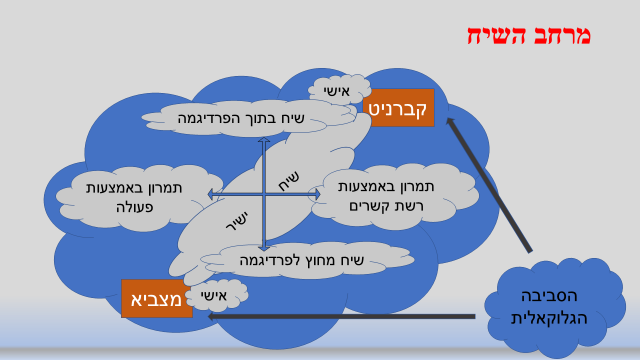 מרחב השיח
אישי
קברניט
שיח בתוך הפרדיגמה
תמרון באמצעות
רשת קשרים
שיח
ישיר
תמרון באמצעות
פעולה
שיח מחוץ לפרדיגמה
אישי
מצביא
הסביבה
הגלוקאלית